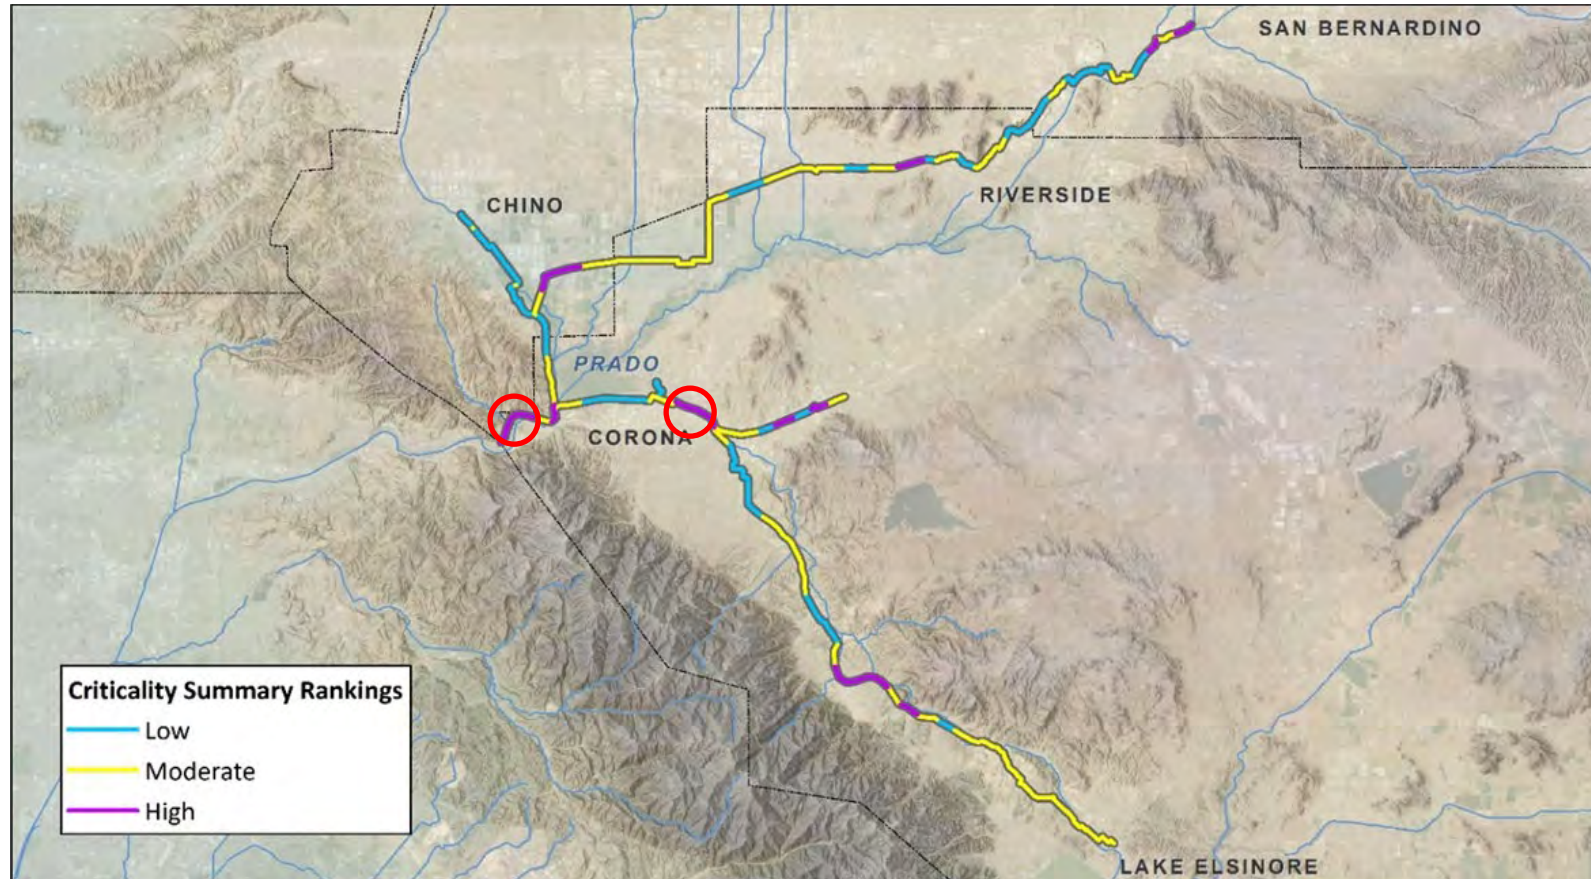 SAN BERNARDINO
CHINO
RIVERSIDE
PRADO
CORONA
Criticality Summary Rankings
Low
Moderate
High
LAKE ELSINORE